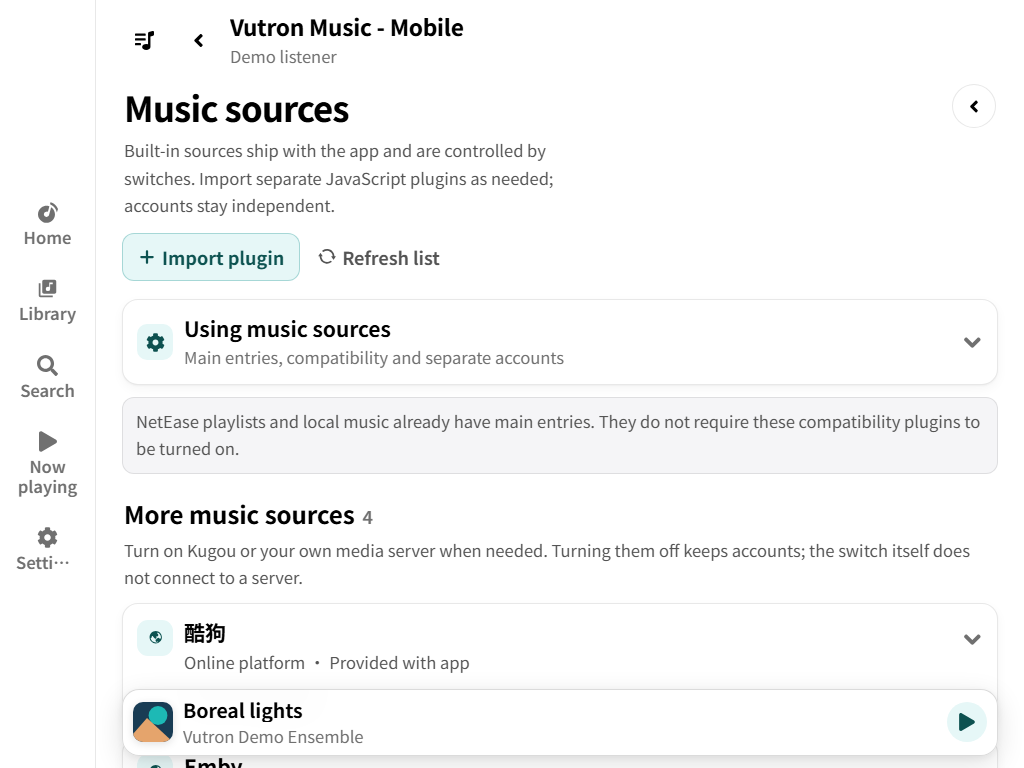 Vutron Music - Mobile
Demo listener
Music sources
Built-in sources ship with the app and are controlled by
switches. Import separate JavaScript plugins as needed;
accounts stay independent.
Import plugin
Refresh list
Using music sources
Main entries, compatibility and separate accounts
NetEase playlists and local music already have main entries. They do not require these compatibility plugins to
be turned on.
More music sources 4
Turn on Kugou or your own media server when needed. Turning them off keeps accounts; the switch itself does
not connect to a server.
酷狗
Online platform • Provided with app
Boreal lights
Vutron Demo Ensemble
Emby
Home
Library
Search
Now
playing
Setti···